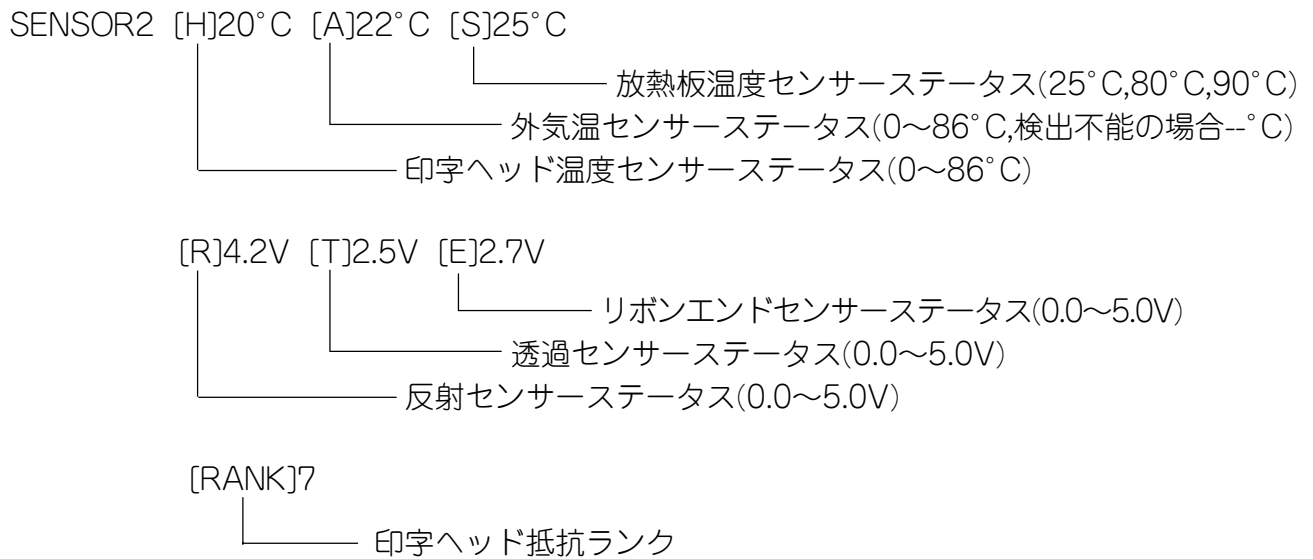 SENSOR2 [H]20°C [A]22°C [S]25°C
放熱板温度センサーステータス(25°C,80°C,90°C)
外気温センサーステータス(0〜86°C,検出不能の場合--°C)
印字ヘッド温度センサーステータス(0〜86°C)
[R]4.2V [T]2.5V [E]2.7V
リボンエンドセンサーステータス(0.0〜5.0V)
透過センサーステータス(0.0〜5.0V)
反射センサーステータス(0.0〜5.0V)
[RANK]7
印字ヘッド抵抗ランク